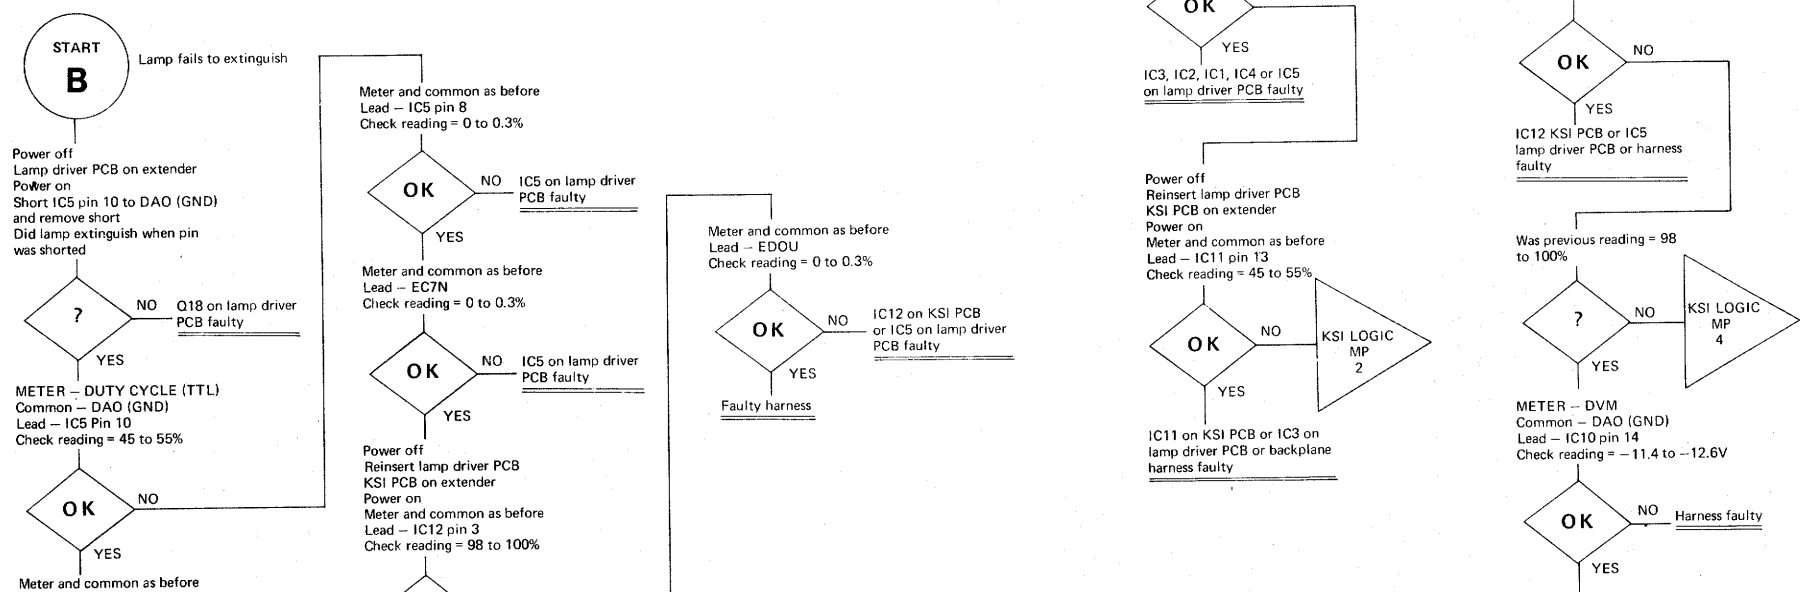 START
B
Lamp fails to extinguish
Power off
Lamp driver PCB on extender
Power on
Short IC5 pin 10 to DAO (GND)
and remove short
Did lamp extinguish when pin
was shorted
?
NO
Q18 on lamp driver
PCB faulty
YES
METER – DUTY CYCLE (TTL)
Common – DAO (GND)
Lead – IC5 Pin 10
Check reading = 45 to 55%
OK
NO
YES
Meter and common as before
Meter and common as before
Lead – IC5 pin 8
Check reading = 0 to 0.3%
OK
NO
IC5 on lamp driver
PCB faulty
YES
Meter and common as before
Lead – EC7N
Check reading = 0 to 0.3%
OK
NO
IC5 on lamp driver
PCB faulty
YES
Power off
Reinsert lamp driver PCB
KSI PCB on extender
Power on
Meter and common as before
Lead – IC12 pin 3
Check reading = 98 to 100%
Meter and common as before
Lead – EDOU
Check reading = 0 to 0.3%
OK
NO
IC12 on KSI PCB
or IC5 on lamp driver
PCB faulty
YES
Faulty harness
OK
YES
IC3, IC2, IC1, IC4 or IC5
on lamp driver PCB faulty
Power off
Reinsert lamp driver PCB
KSI PCB on extender
Power on
Meter and common as before
Lead – IC11 pin 13
Check reading = 45 to 55%
OK
NO
KSI LOGIC
MP
2
YES
IC11 on KSI PCB or IC3 on
lamp driver PCB or backplane
harness faulty
OK
NO
YES
IC12 KSI PCB or IC5
lamp driver PCB or harness
faulty
Was previous reading = 98
to 100%
?
NO
KSI LOGIC
MP
4
YES
METER – DVM
Common – DAO (GND)
Lead – IC10 pin 14
Check reading = –11.4 to –12.6V
OK
NO
Harness faulty
YES